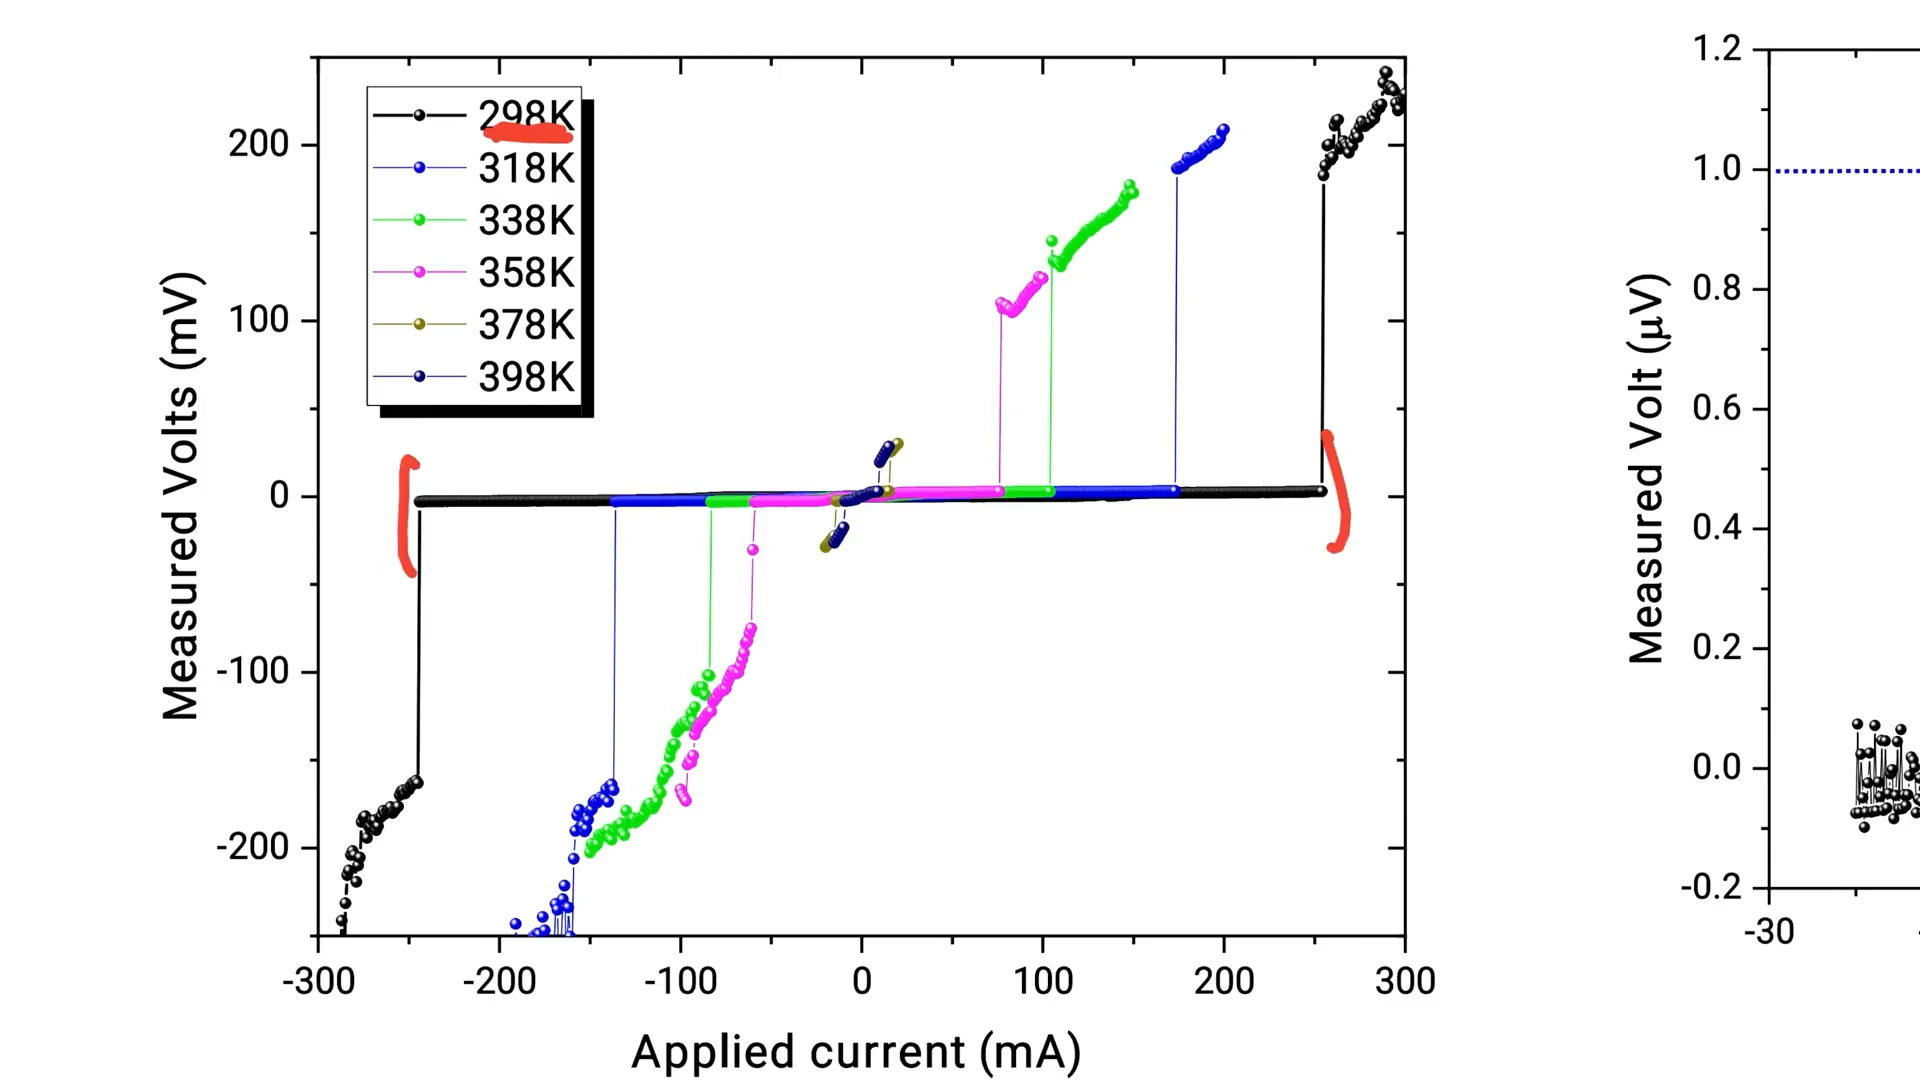 298K
318K
338K
358K
378K
398K
200
100
0
-100
-200
Measured Volts (mV)
-300
-200
-100
0
100
200
300
Applied current (mA)
1.2
1.0
0.8
0.6
0.4
0.2
0.0
-0.2
Measured Volt (μV)
-30